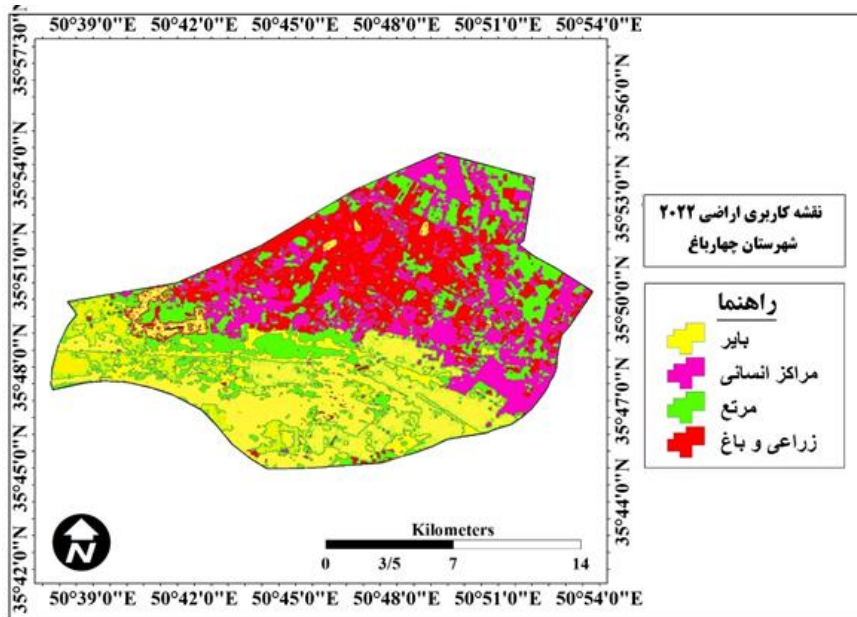 50°39'0"E 50°42'0"E 50°45'0"E 50°48'0"E 50°51'0"E 50°54'0"E
35°57'30"N
35°54'0"N
35°51'0"N
35°48'0"N
35°45'0"N
35°42'0"N
35°56'0"N
35°53'0"N
35°50'0"N
35°47'0"N
35°44'0"N
نقشه کاربری اراضی ۲۰۲۲
شهرستان چهارباغ
راهنما
بایر
مراکز انسانی
مرتع
زراعی و باغ
N
Kilometers
0 3/5 7 14
50°39'0"E 50°42'0"E 50°45'0"E 50°48'0"E 50°51'0"E 50°54'0"E